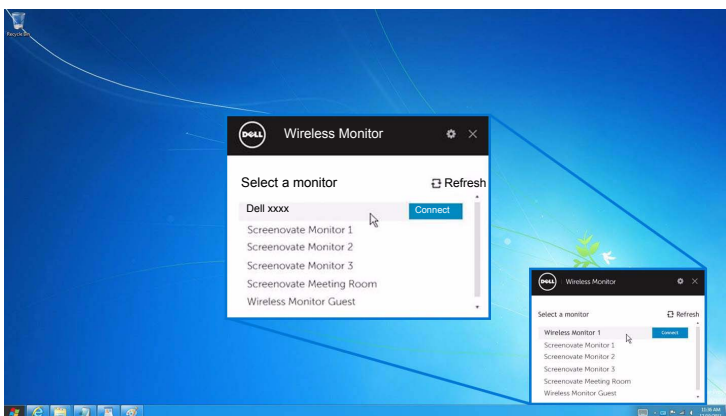 Recycle Bin
DELL
Wireless Monitor
Select a monitor
Refresh
Dell xxxx
Connect
Screenovate Monitor 1
Screenovate Monitor 2
Screenovate Monitor 3
Screenovate Meeting Room
Wireless Monitor Guest
DELL
Wireless Monitor
Select a monitor
Refresh
Wireless Monitor 1
Connect
Screenovate Monitor 1
Screenovate Monitor 2
Screenovate Monitor 3
Screenovate Meeting Room
Wireless Monitor Guest